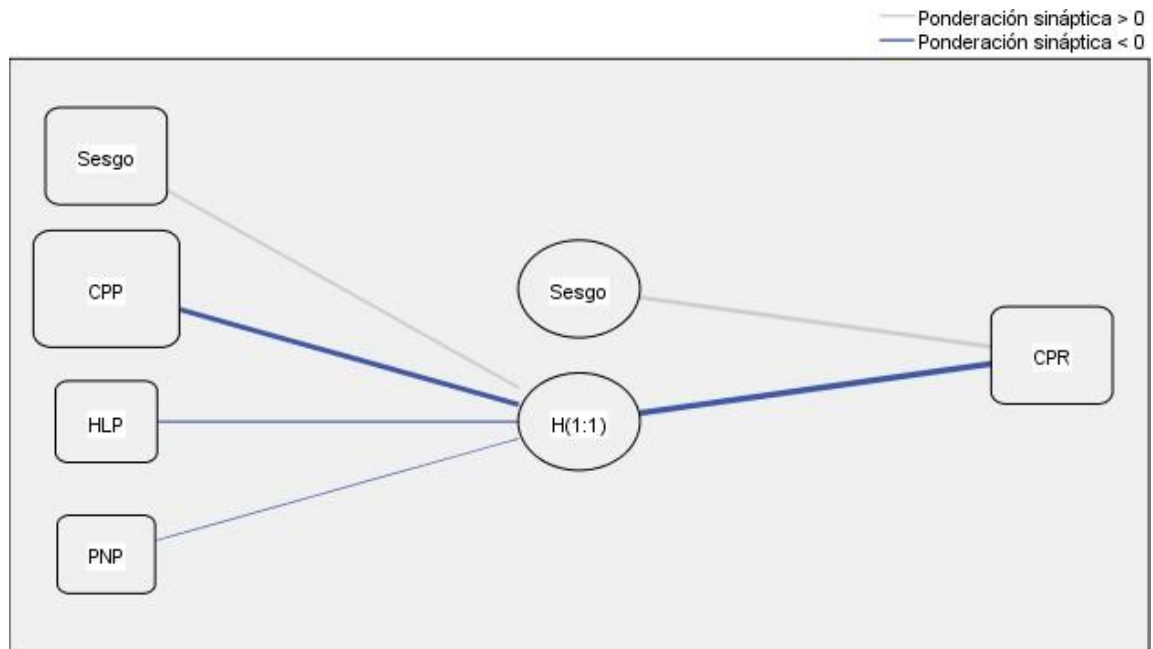 Ponderación sináptica > 0
Ponderación sináptica < 0
Sesgo
CPP
HLP
PNP
Sesgo
H(1:1)
CPR